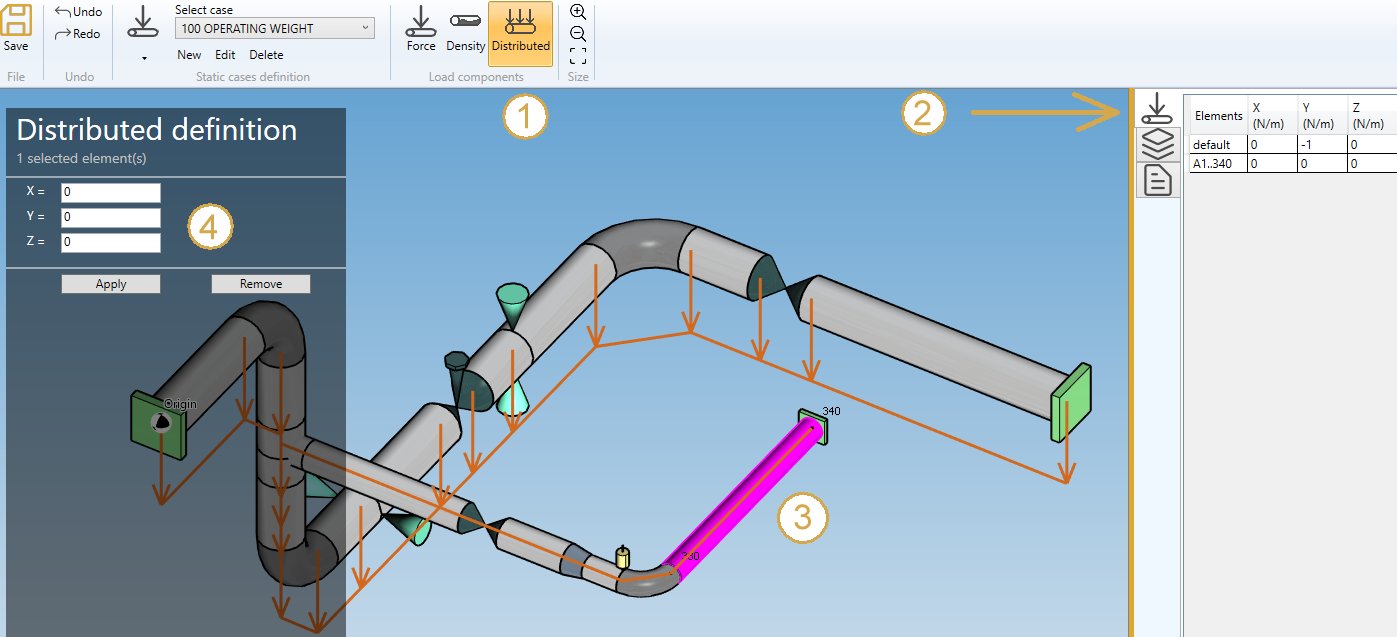 Save
File
Undo
Redo
Undo
Select case
100 OPERATING WEIGHT
New Edit Delete
Static cases definition
Force Density Distributed
Load components
Size
1
2
Distributed definition
1 selected element(s)
X = 0
Y = 0
Z = 0
4
Apply Remove
Origin
340
330
3
Elements X (N/m) Y (N/m) Z (N/m)
default 0 -1 0
A1..340 0 0 0